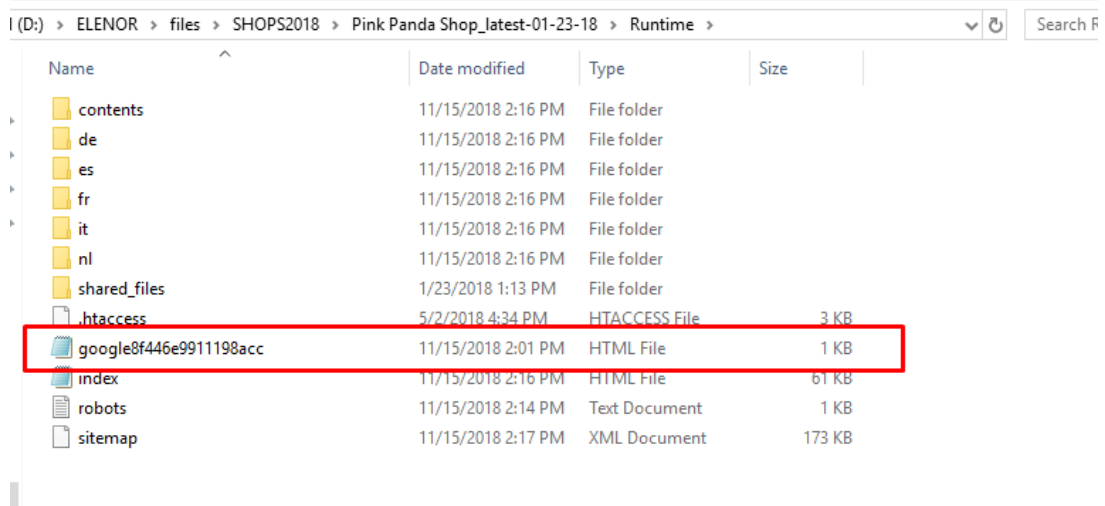 (D:) > ELENOR > files > SHOPS2018 > Pink Panda Shop_latest-01-23-18 > Runtime > Search R
Name Date modified Type Size
contents 11/15/2018 2:16 PM File folder
de 11/15/2018 2:16 PM File folder
es 11/15/2018 2:16 PM File folder
fr 11/15/2018 2:16 PM File folder
it 11/15/2018 2:16 PM File folder
nl 11/15/2018 2:16 PM File folder
shared_files 1/23/2018 1:13 PM File folder
.htaccess 5/2/2018 4:34 PM HTACCESS File 3 KB
google8f446e9911198acc 11/15/2018 2:01 PM HTML File 1 KB
index 11/15/2018 2:16 PM HTML File 61 KB
robots 11/15/2018 2:14 PM Text Document 1 KB
sitemap 11/15/2018 2:17 PM XML Document 173 KB